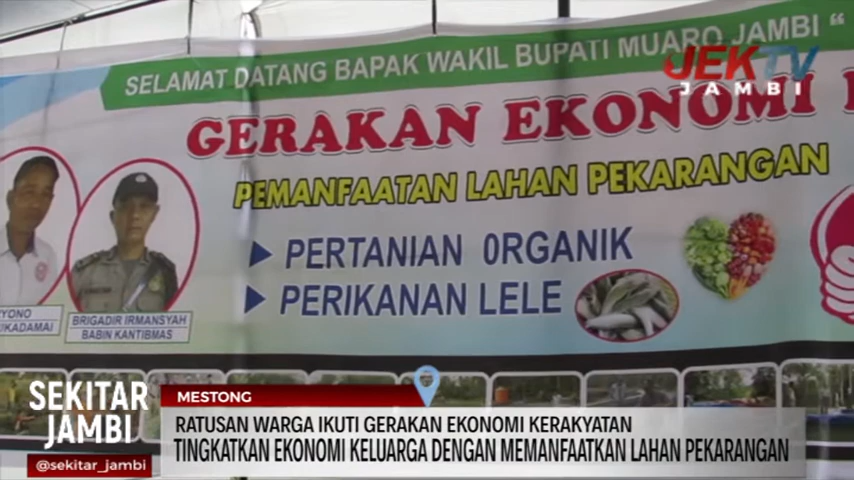 SELAMAT DATANG BAPAK WAKIL BUPATI MUARO JAMBI "
JEKTV
JAMBI
GERAKAN EKONOMI
PEMANFAATAN LAHAN PEKARANGAN
PERTANIAN 0RGANIK
PERIKANAN LELE
YONO
UKADAMAI
BRIGADIR IRMANSYAH
BABIN KANTIBMAS
SEKITAR
JAMBI
@sekitar_jambi
MESTONG
RATUSAN WARGA IKUTI GERAKAN EKONOMI KERAKYATAN
TINGKATKAN EKONOMI KELUARGA DENGAN MEMANFAATKAN LAHAN PEKARANGAN